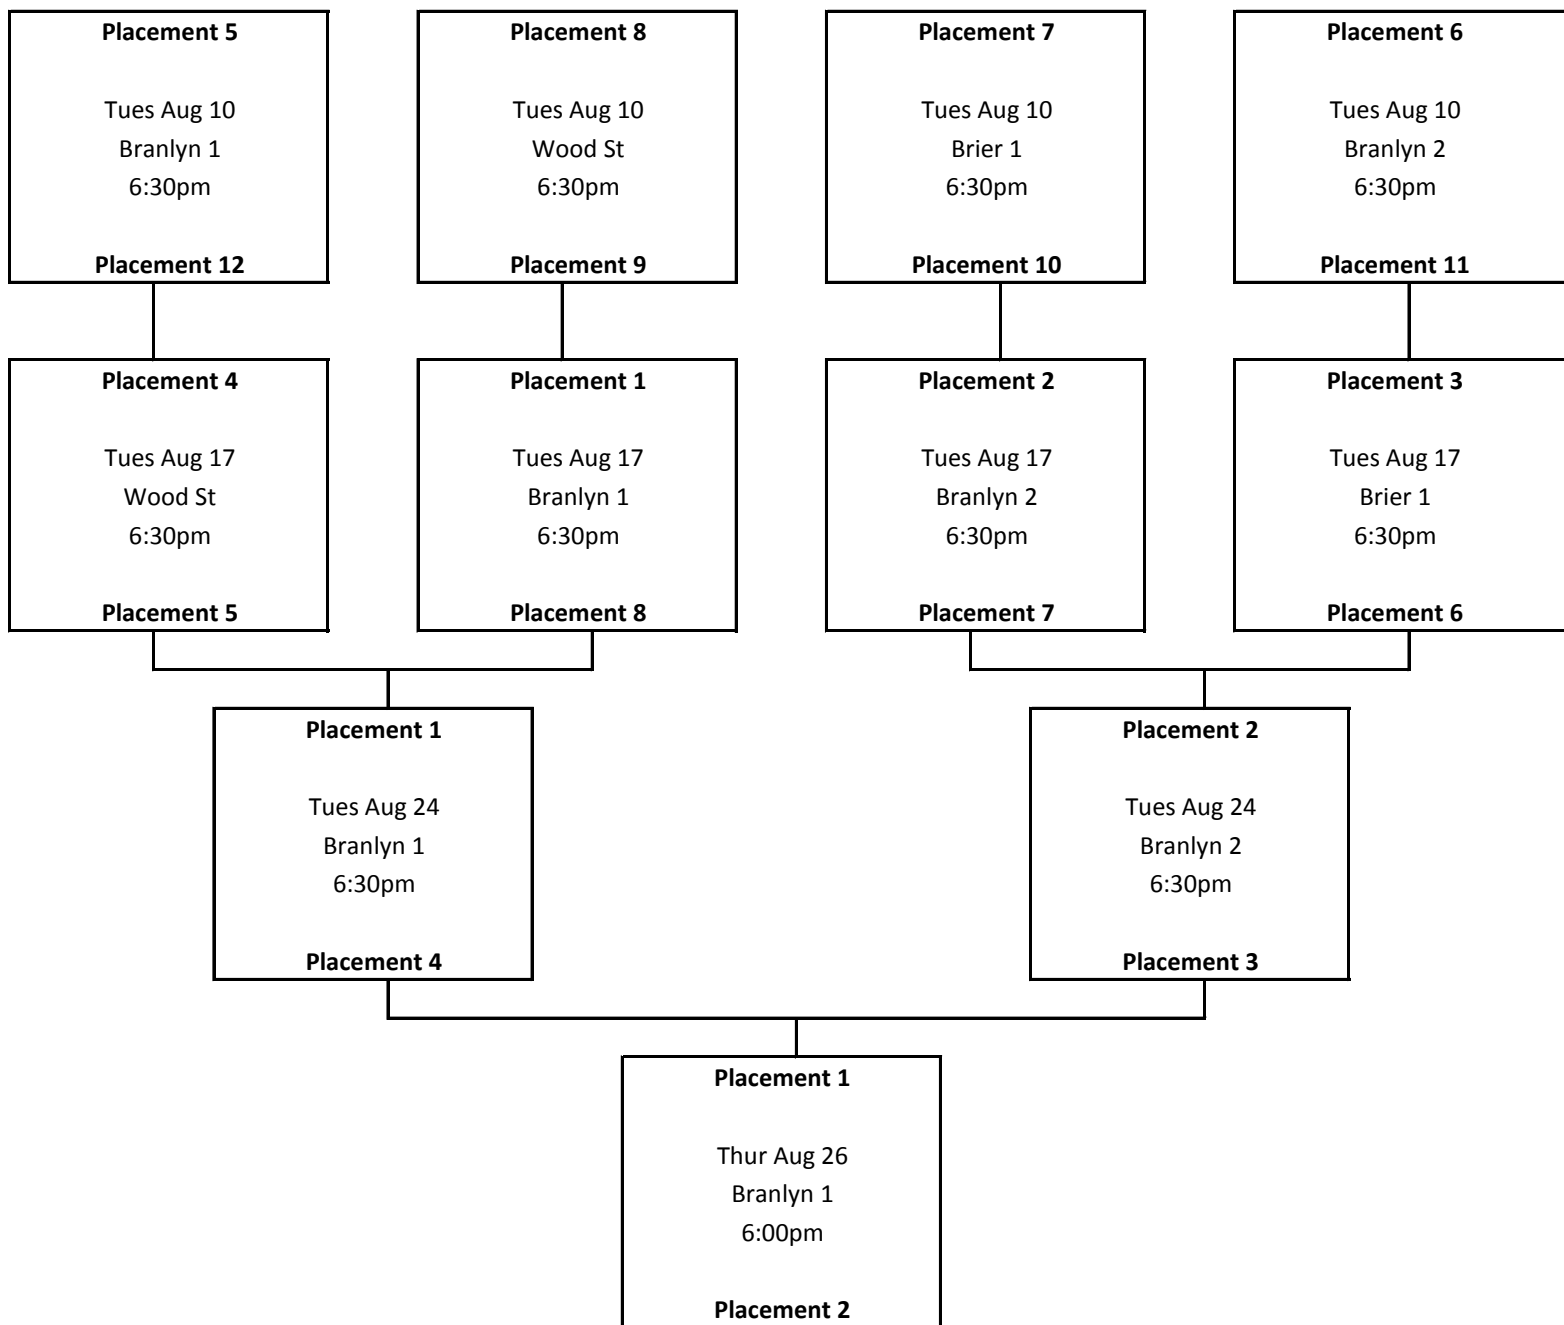 Placement 5
Tues Aug 10
Branlyn 1
6:30pm
Placement 12
Placement 8
Tues Aug 10
Wood St
6:30pm
Placement 9
Placement 7
Tues Aug 10
Brier 1
6:30pm
Placement 10
Placement 6
Tues Aug 10
Branlyn 2
6:30pm
Placement 11
Placement 4
Tues Aug 17
Wood St
6:30pm
Placement 5
Placement 1
Tues Aug 17
Branlyn 1
6:30pm
Placement 8
Placement 2
Tues Aug 17
Branlyn 2
6:30pm
Placement 7
Placement 3
Tues Aug 17
Brier 1
6:30pm
Placement 6
Placement 1
Tues Aug 24
Branlyn 1
6:30pm
Placement 4
Placement 2
Tues Aug 24
Branlyn 2
6:30pm
Placement 3
Placement 1
Thur Aug 26
Branlyn 1
6:00pm
Placement 2